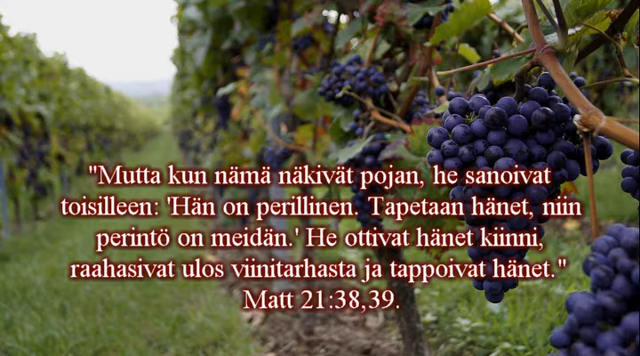 "Mutta kun nämä näkivät pojan, he sanoivat
toisilleen: 'Hän on perillinen. Tapetaan hänet, niin
perintö on meidän.' He ottivat hänet kiinni,
raahasivat ulos viinitarhasta ja tappoivat hänet."
Matt 21:38,39.